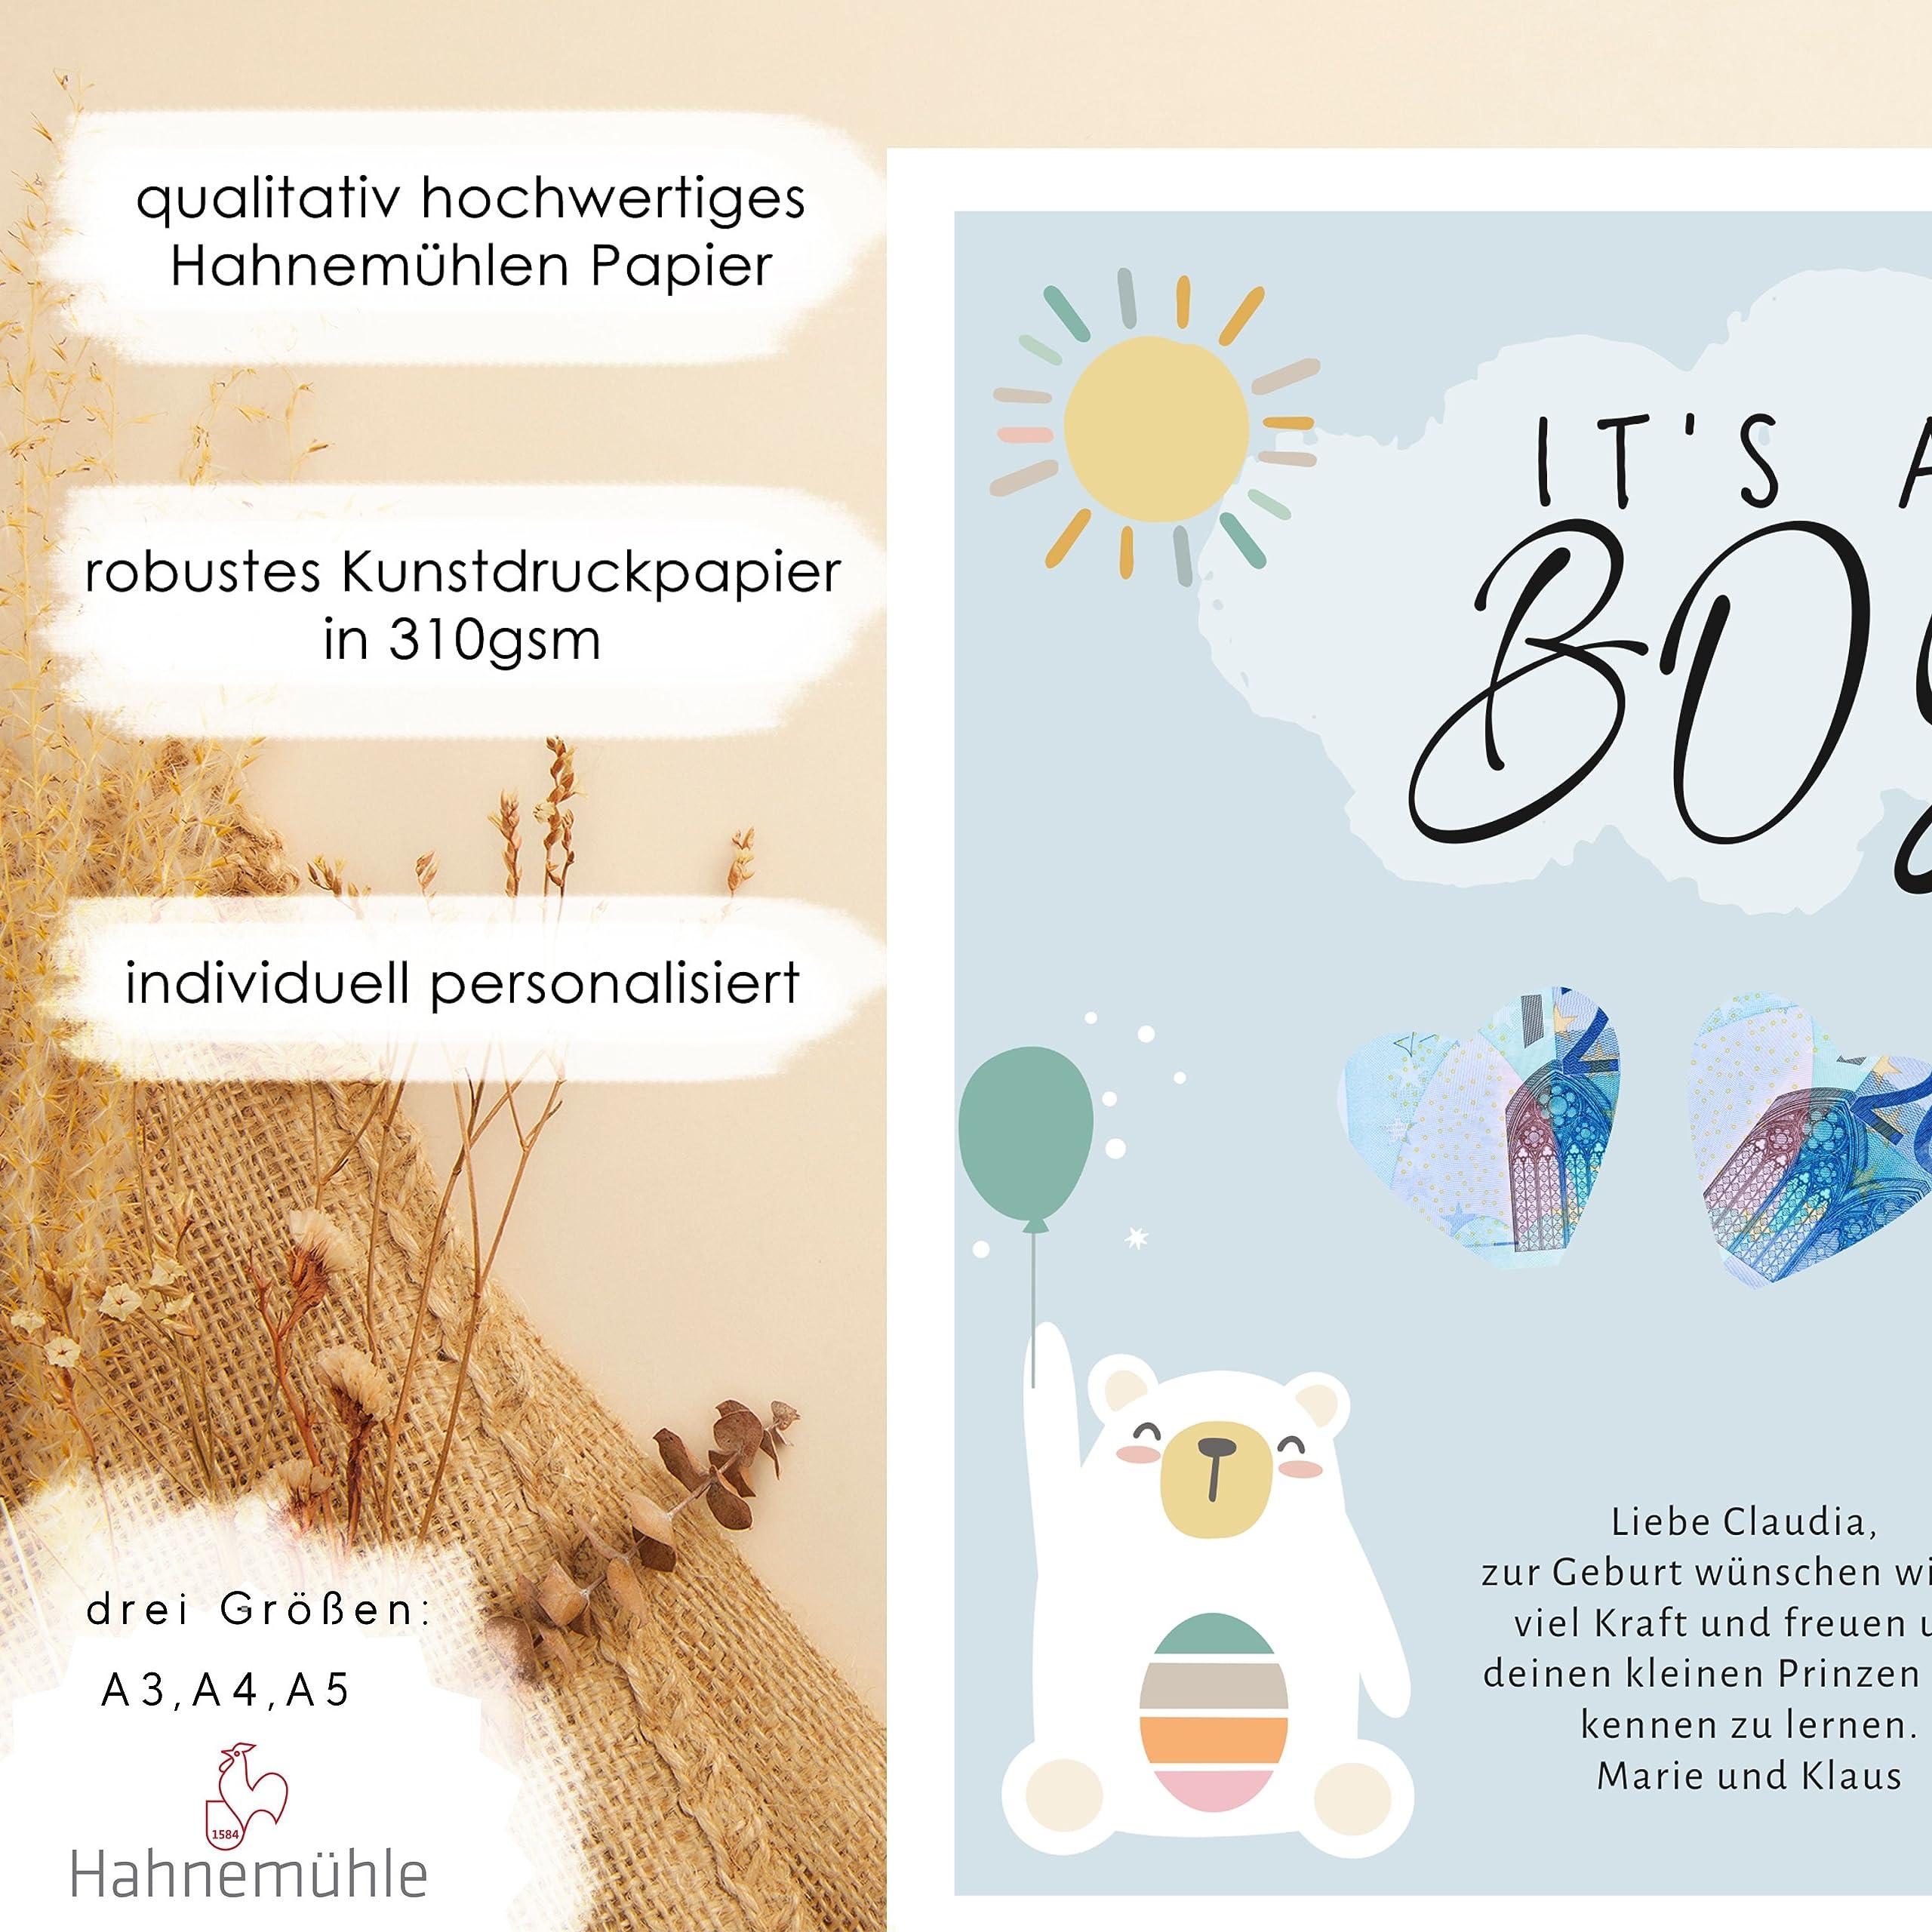 qualitativ hochwertiges
Hahnemühlen Papier
robustes Kunstdruckpapier
in 310gsm
individuell personalisiert
drei Größen:
A3,A4,A5
1584
Hahnemühle
IT'S A
BO
Liebe Claudia,
zur Geburt wünschen wi
viel Kraft und freuen u
deinen kleinen Prinzen
kennen zu lernen.
Marie und Klaus